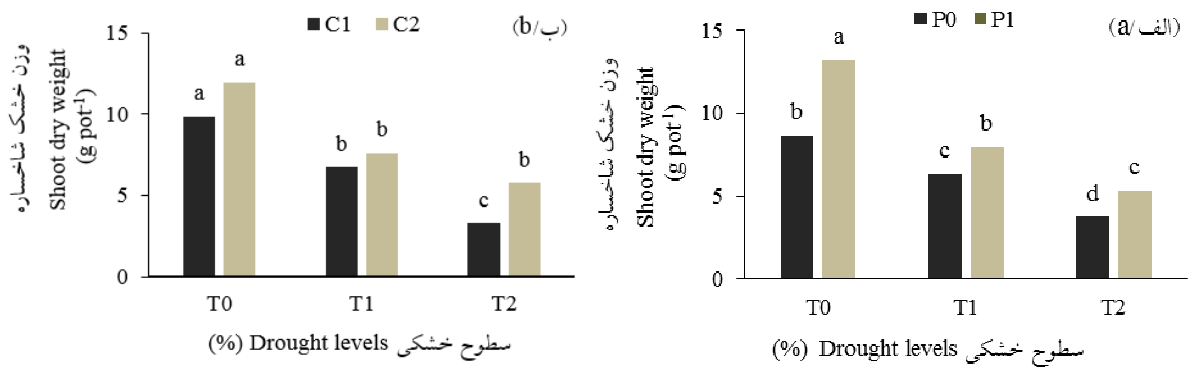 C1 C2
(ب/b)
وزن خشک شاخساره
Shoot dry weight
(g pot-1)
15
10
5
0
a a
b b
c b
T0 T1 T2
سطوح خشکی Drought levels (%)
P0 P1
(الف/a)
وزن خشک شاخساره
Shoot dry weight
(g pot-1)
15
10
5
0
b a
c b
d c
T0 T1 T2
سطوح خشکی Drought levels (%)